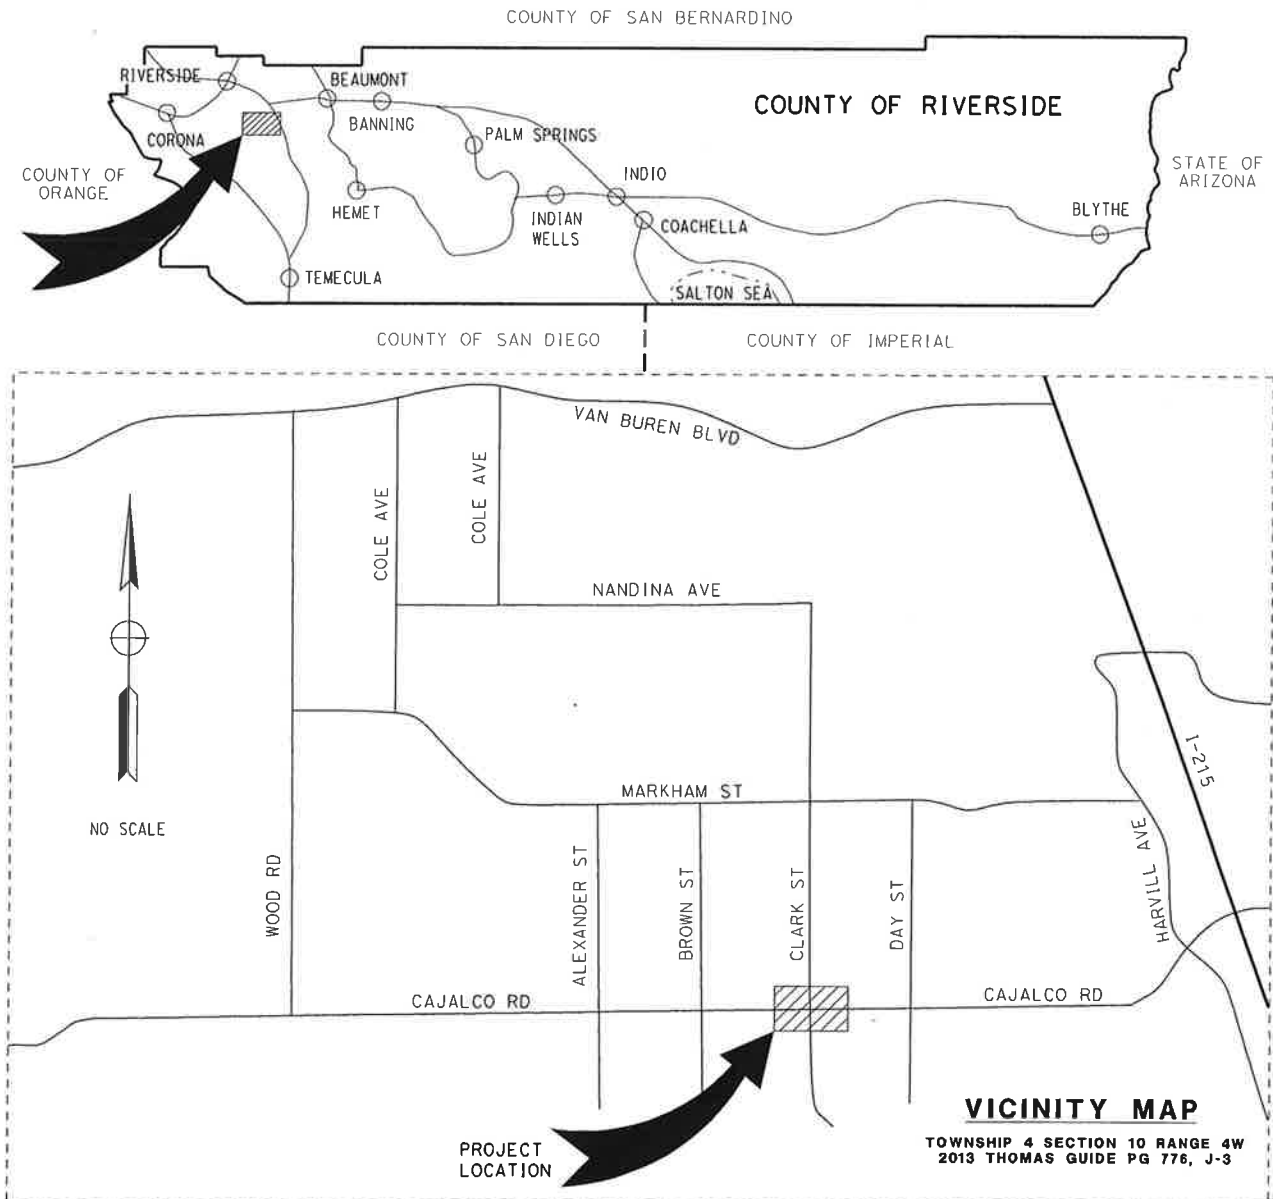 COUNTY OF SAN BERNARDINO
RIVERSIDE
BEAUMONT
COUNTY OF RIVERSIDE
BANNING
CORONA
PALM SPRINGS
COUNTY OF
ORANGE
STATE OF
ARIZONA
INDIO
HEMET
INDIAN
WELLS
COACHELLA
BLYTHE
TEMECULA
SALTON SEA
COUNTY OF SAN DIEGO
COUNTY OF IMPERIAL
VAN BUREN BLVD
COLE AVE
COLE AVE
NANDINA AVE
I-215
MARKHAM ST
NO SCALE
WOOD RD
ALEXANDER ST
BROWN ST
CLARK ST
DAY ST
HARVILL AVE
CAJALCO RD
CAJALCO RD
PROJECT
LOCATION
VICINITY MAP
TOWNSHIP 4 SECTION 10 RANGE 4W
2013 THOMAS GUIDE PG 776, J-3